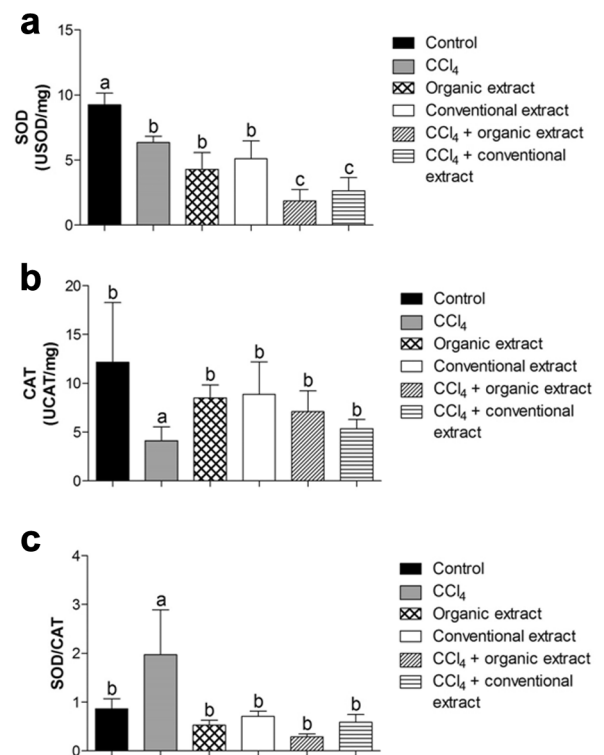 a
15
10
5
0
SOD
(USOD/mg)
a
b
b
b
c
c
Control
CCl₄
Organic extract
Conventional extract
CCl₄ + organic extract
CCl₄ + conventional
extract
b
20
15
10
5
0
CAT
(UCAT/mg)
b
a
b
b
b
b
Control
CCl₄
Organic extract
Conventional extract
CCl₄ + organic extract
CCl₄ + conventional
extract
c
4
3
2
1
0
SOD/CAT
b
a
b
b
b
b
Control
CCl₄
Organic extract
Conventional extract
CCl₄ + organic extract
CCl₄ + conventional
extract